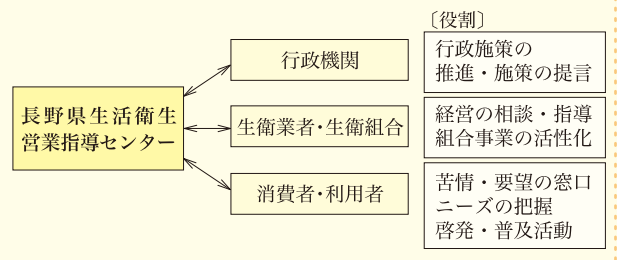 〔役割〕
長野県生活衛生
営業指導センター
行政機関
行政施策の
推進・施策の提言
生衛業者・生衛組合
経営の相談・指導
組合事業の活性化
消費者・利用者
苦情・要望の窓口
ニーズの把握
啓発・普及活動